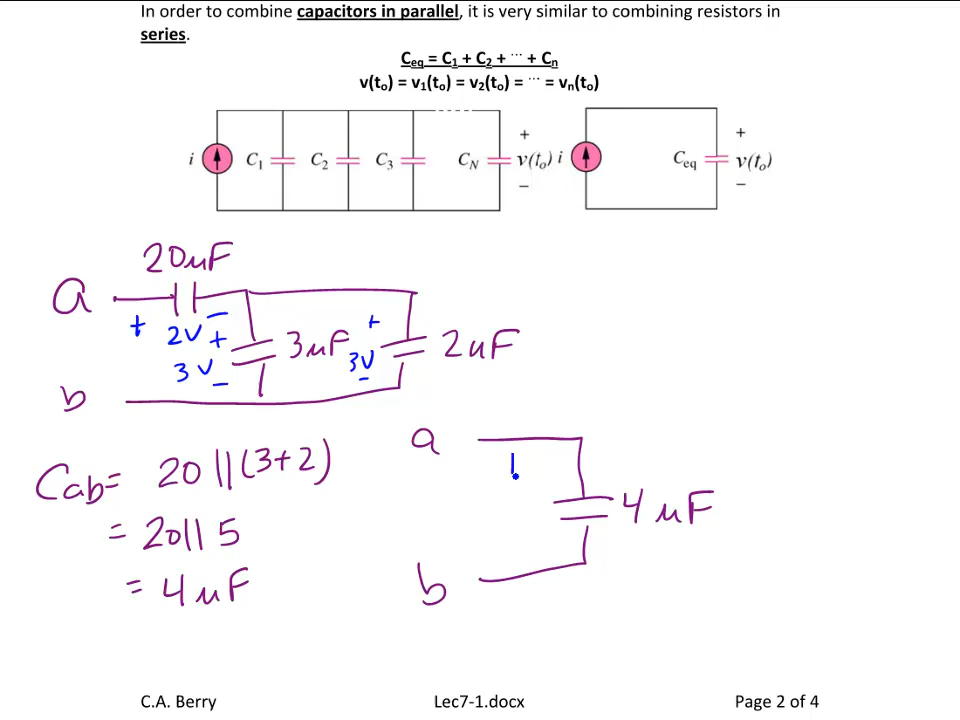 In order to combine capacitors in parallel, it is very similar to combining resistors in
series.
Ceq = C1 + C2 + ... + Cn
v(to) = v1(to) = v2(to) = ... = vn(to)
i C1 C2 C3 CN + v(to) −
i Ceq + v(to) −
20uF
a
+ 2V −
+ 3V −
3uF
+ 3V −
2uF
b
Cab = 20 || (3+2)
= 20 || 5
= 4uF
a
4uF
b
C.A. Berry Lec7-1.docx Page 2 of 4